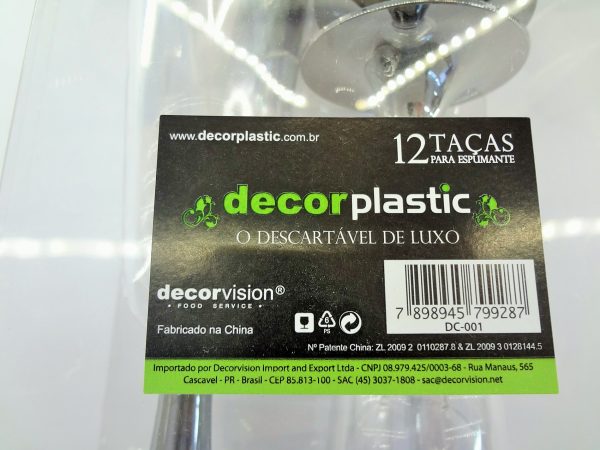 www.decorplastic.com.br
12 TAÇAS
PARA ESPUMANTE
decorplastic
O DESCARTÁVEL DE LUXO
decorvision®
• FOOD SERVICE •
Fabricado na China
6
PS
7 898945 799287
DC-001
Nº Patente China: ZL 2009 2 0110287.8 & ZL 2009 3 0128144.5
Importado por Decorvision Import and Export Ltda - CNPJ 08.979.425/0003-68 - Rua Manaus, 565
Cascavel - PR - Brasil - CEP 85.813-100 - SAC (45) 3037-1808 - sac@decorvision.net